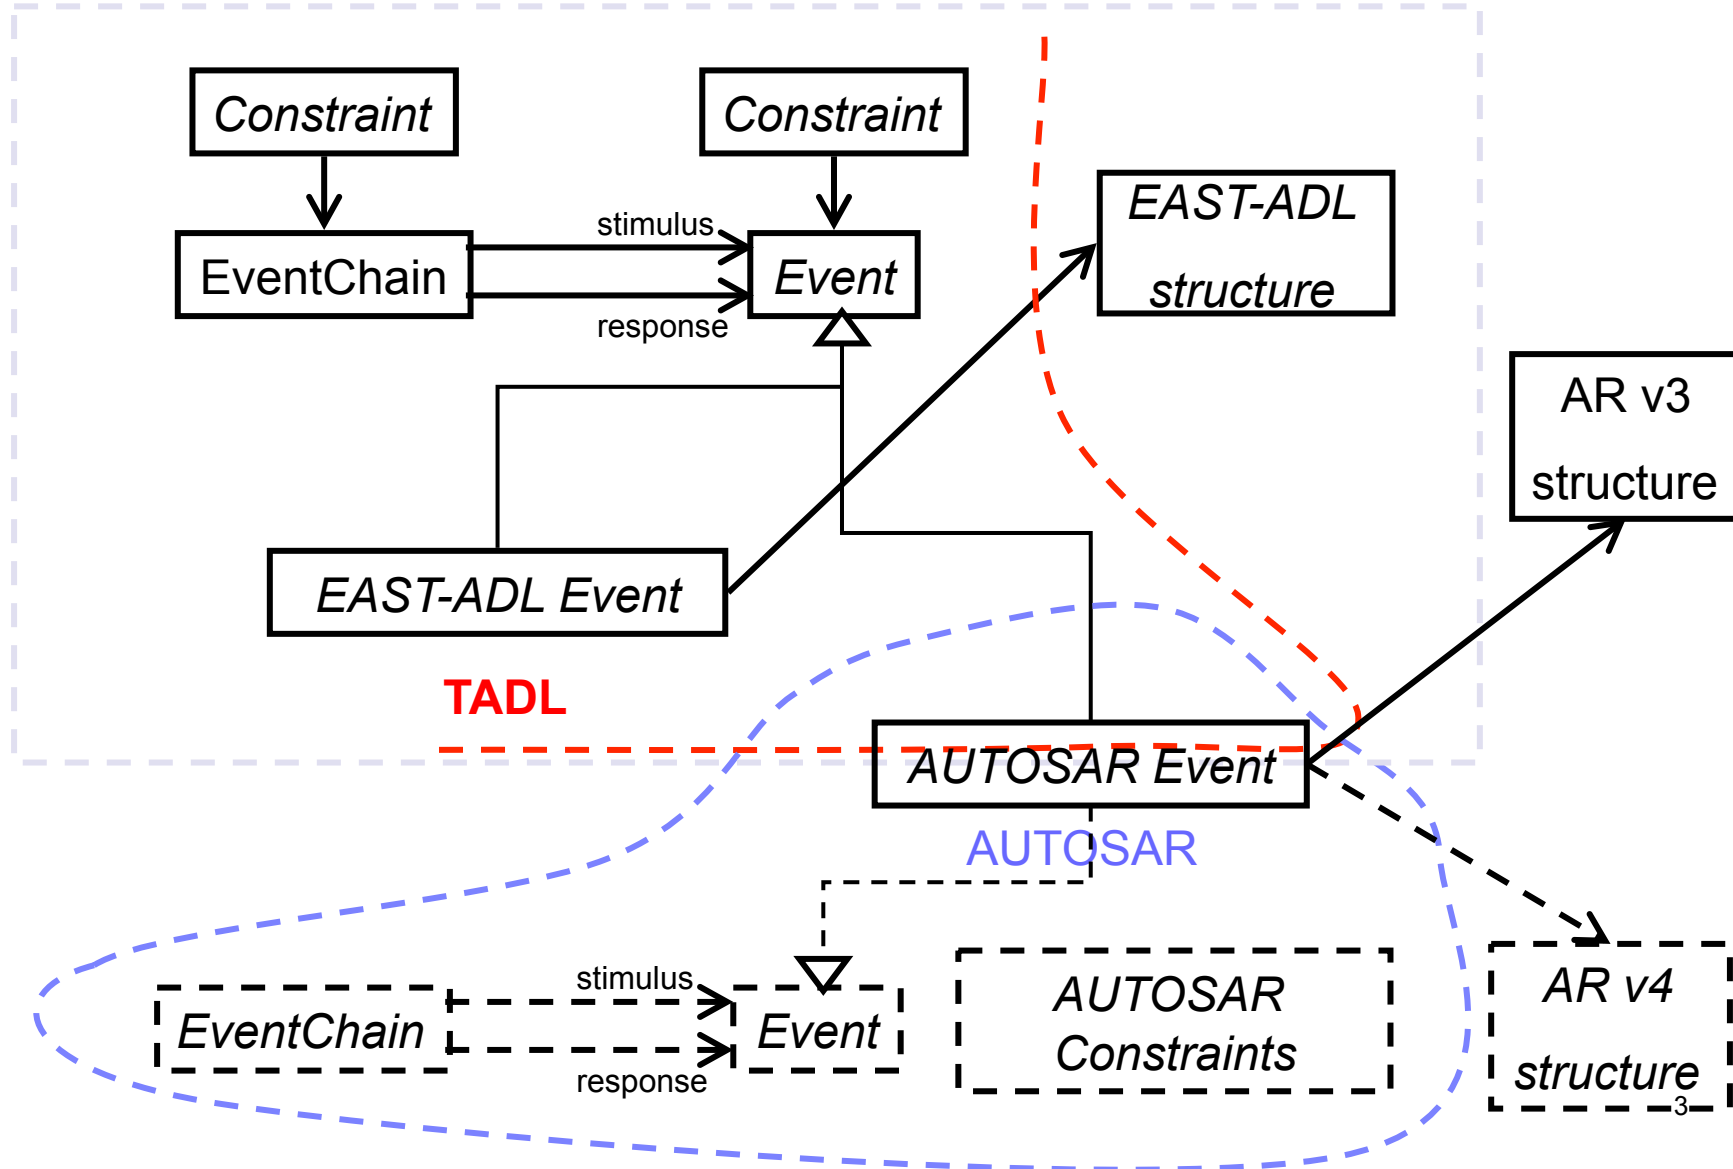 Constraint
Constraint
EAST-ADL
structure
stimulus
EventChain
Event
response
AR v3
structure
EAST-ADL Event
TADL
AUTOSAR Event
AUTOSAR
stimulus
EventChain
Event
response
AUTOSAR
Constraints
AR v4
structure
3